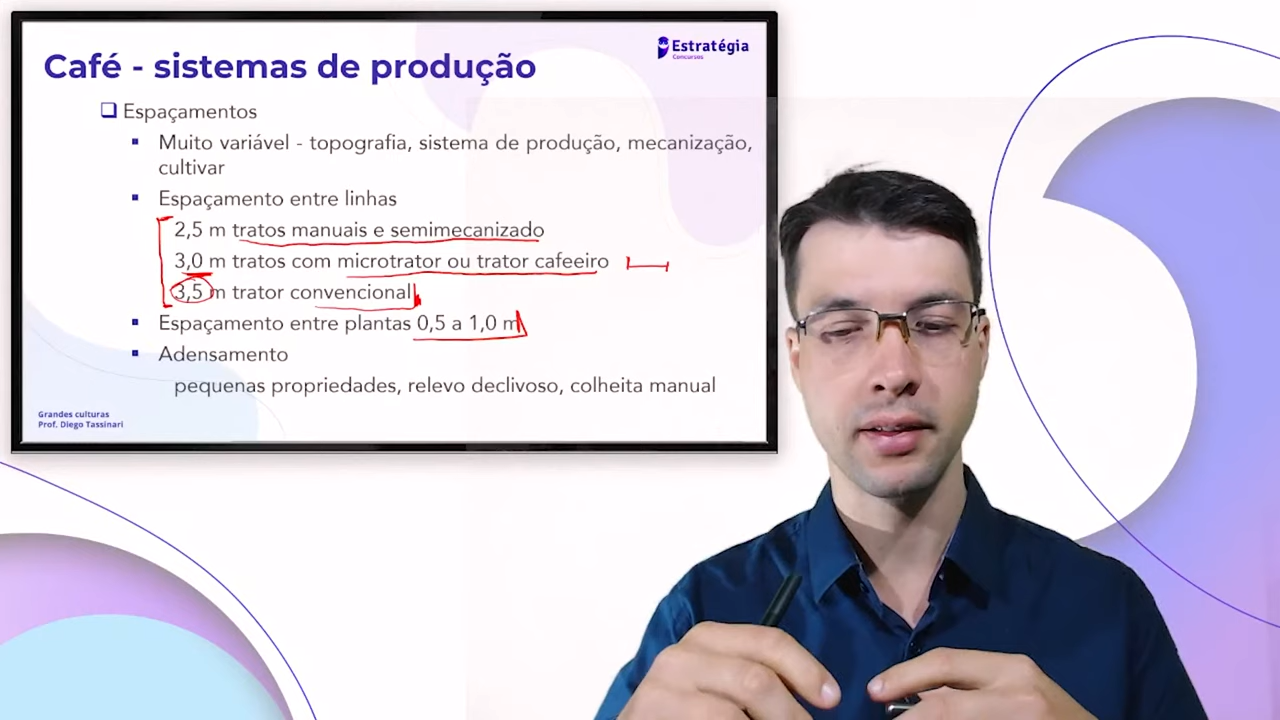 Café - sistemas de produção
Estratégia
Concursos
❑ Espaçamentos
▪ Muito variável - topografia, sistema de produção, mecanização,
cultivar
▪ Espaçamento entre linhas
2,5 m tratos manuais e semimecanizado
3,0 m tratos com microtrator ou trator cafeeiro
3,5 m trator convencional
▪ Espaçamento entre plantas 0,5 a 1,0 m
▪ Adensamento
pequenas propriedades, relevo declivoso, colheita manual
Grandes culturas
Prof. Diego Tassinari